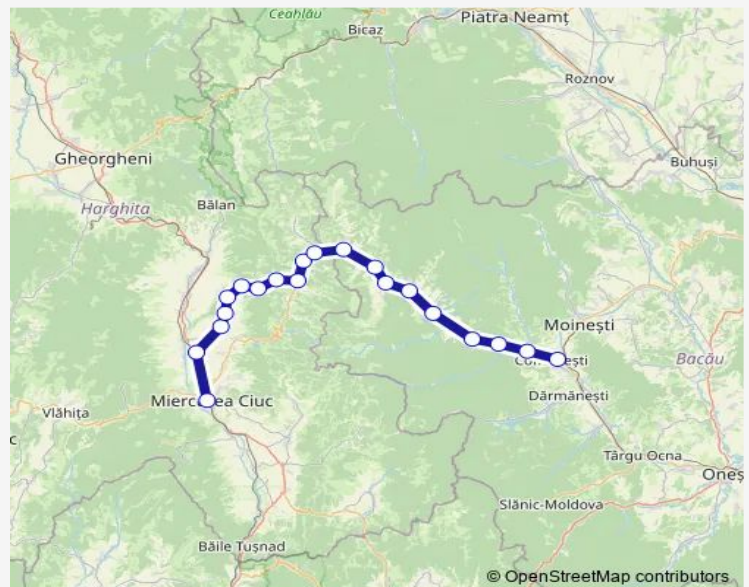 Ceahlău
Piatra Neamț
Bicaz
Roznov
Gheorgheni
Buhuși
Harghita
Bălan
Moinești
Bacău
Dărmănești
Vlăhița
Târgu Ocna
Oneș
Slănic-Moldova
Băile Tușnad
© OpenStreetMap contributors